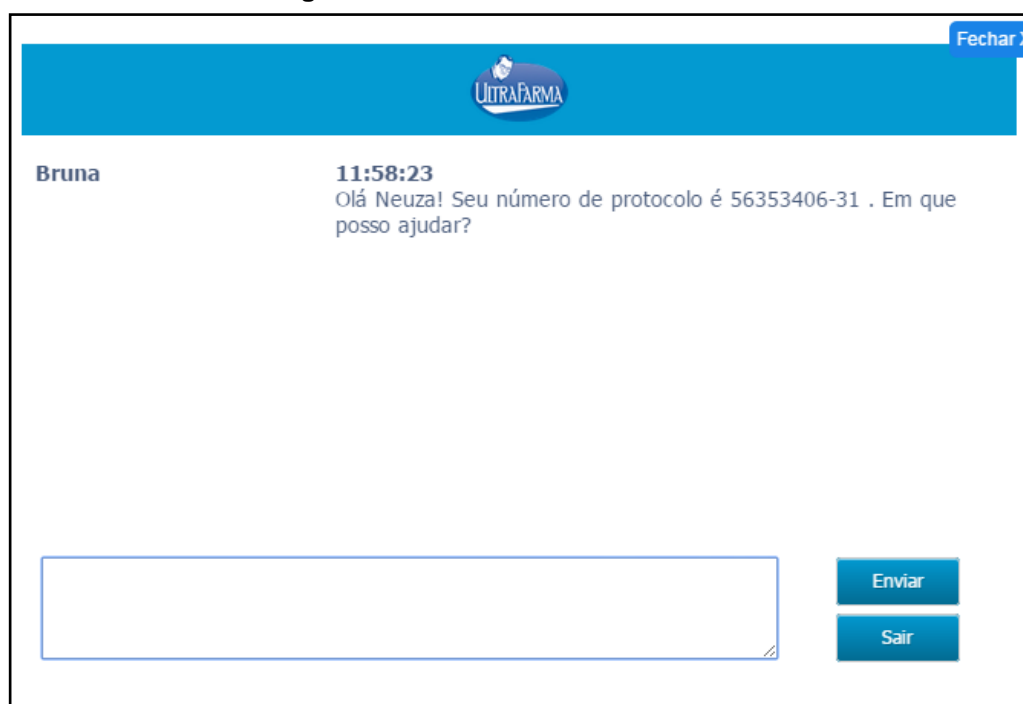 Fechar X
ULTRAFARMA
Bruna
11:58:23
Olá Neuza! Seu número de protocolo é 56353406-31 . Em que
posso ajudar?
Enviar
Sair